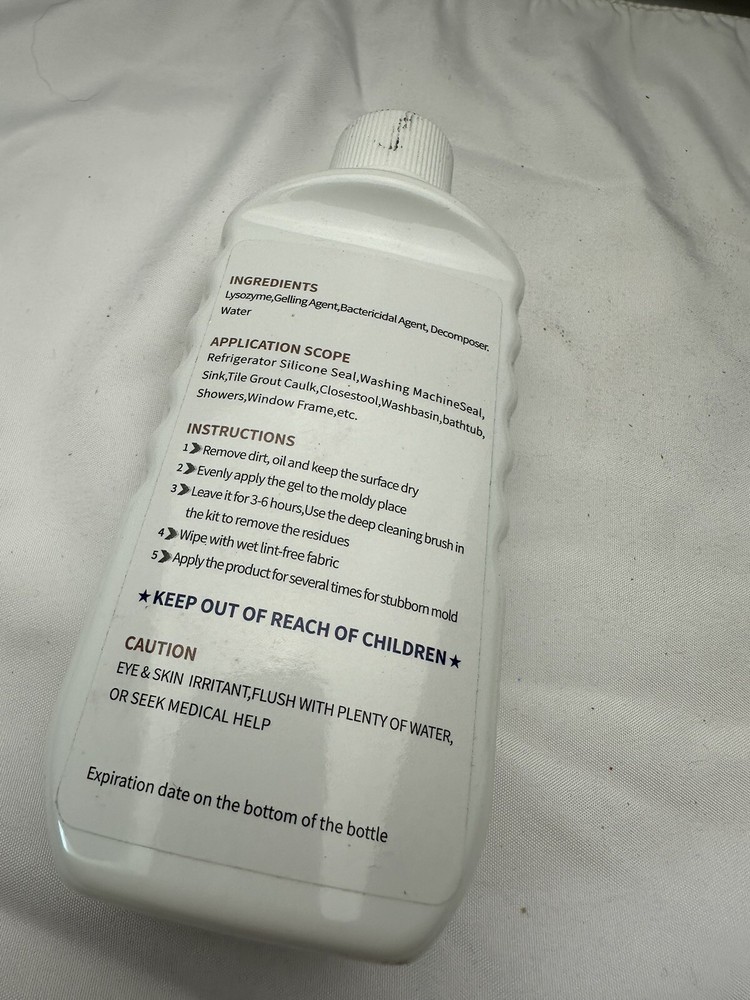 INGREDIENTS
Lysozyme,Gelling Agent,Bactericidal Agent, Decomposer.
Water
APPLICATION SCOPE
Refrigerator Silicone Seal,Washing MachineSeal,
Sink,Tile Grout Caulk,Closestool,Washbasin,bathtub,
Showers,Window Frame,etc.
INSTRUCTIONS
1 Remove dirt, oil and keep the surface dry
2 Evenly apply the gel to the moldy place
3 Leave it for 3-6 hours,Use the deep cleaning brush in
the kit to remove the residues
4 Wipe with wet lint-free fabric
5 Apply the product for several times for stubborn mold
★KEEP OUT OF REACH OF CHILDREN★
CAUTION
EYE & SKIN IRRITANT,FLUSH WITH PLENTY OF WATER,
OR SEEK MEDICAL HELP
Expiration date on the bottom of the bottle